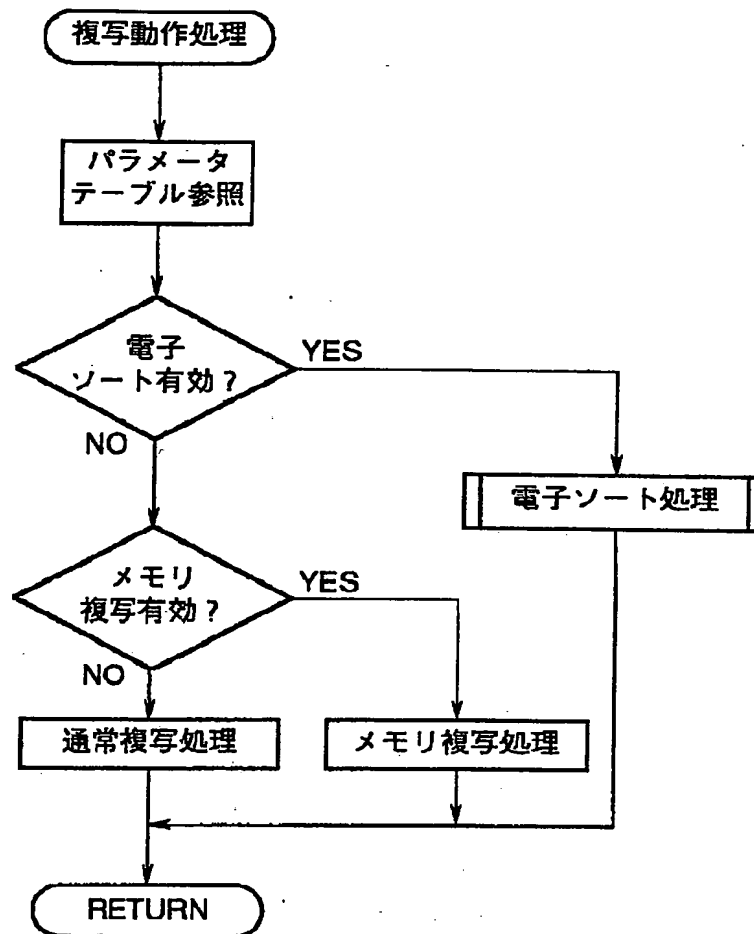 複写動作処理
パラメータ
テーブル参照
電子
ソート有効?
YES
NO
電子ソート処理
メモリ
複写有効?
YES
NO
通常複写処理
メモリ複写処理
RETURN